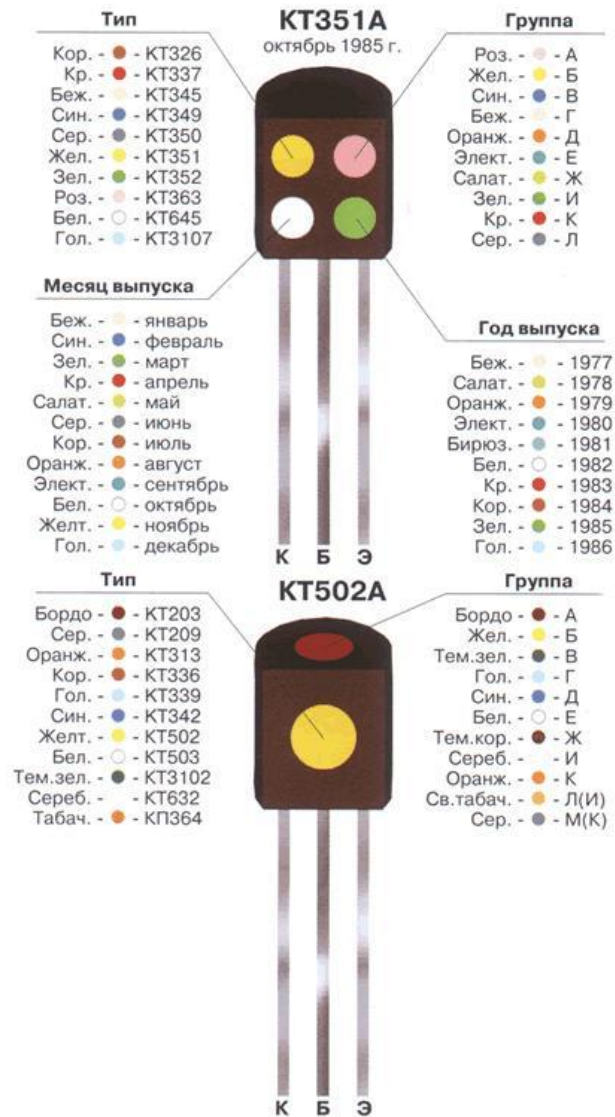 КТ351А
октябрь 1985 г.
Тип
Кор. - - КТ326
Кр. - - КТ337
Беж. - - КТ345
Син. - - КТ349
Сер. - - КТ350
Жел. - - КТ351
Зел. - - КТ352
Роз. - - КТ363
Бел. - - КТ645
Гол. - - КТ3107
Группа
Роз. - - А
Жел. - - Б
Син. - - В
Беж. - - Г
Оранж. - - Д
Элект. - - Е
Салат. - - Ж
Зел. - - И
Кр. - - К
Сер. - - Л
Месяц выпуска
Беж. - - январь
Син. - - февраль
Зел. - - март
Кр. - - апрель
Салат. - - май
Сер. - - июнь
Кор. - - июль
Оранж. - - август
Элект. - - сентябрь
Бел. - - октябрь
Желт. - - ноябрь
Гол. - - декабрь
Год выпуска
Беж. - - 1977
Салат. - - 1978
Оранж. - - 1979
Элект. - - 1980
Бирюз. - - 1981
Бел. - - 1982
Кр. - - 1983
Кор. - - 1984
Зел. - - 1985
Гол. - - 1986
К Б Э
КТ502А
Тип
Бордо - - КТ203
Сер. - - КТ209
Оранж. - - КТ313
Кор. - - КТ336
Гол. - - КТ339
Син. - - КТ342
Желт. - - КТ502
Бел. - - КТ503
Тем.зел. - - КТ3102
Сереб. - - КТ632
Табач. - - КП364
Группа
Бордо - - А
Жел. - - Б
Тем.зел. - - В
Гол. - - Г
Син. - - Д
Бел. - - Е
Тем.кор. - - Ж
Сереб. - - И
Оранж. - - К
Св.табач. - - Л(И)
Сер. - - М(К)
К Б Э